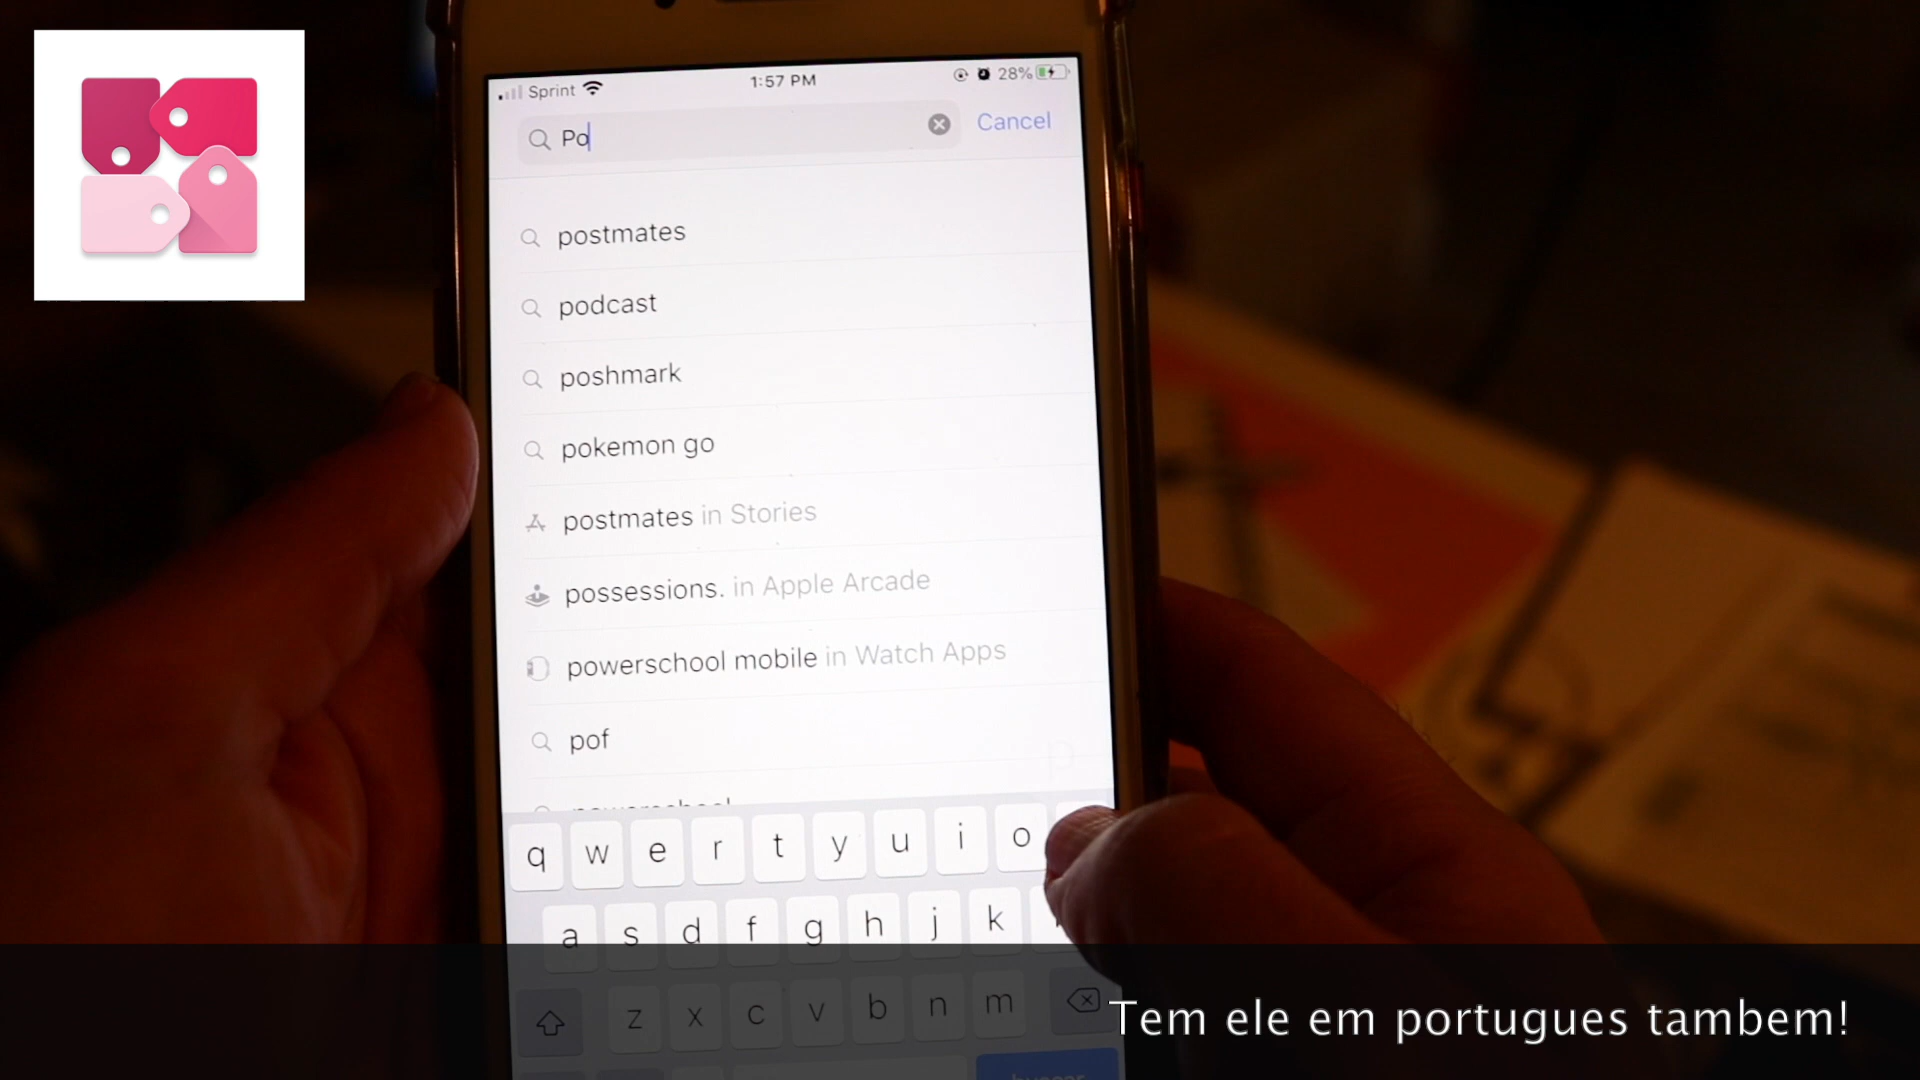 Sprint 1:57 PM 28%
Po Cancel
postmates
podcast
poshmark
pokemon go
postmates in Stories
possessions. in Apple Arcade
powerschool mobile in Watch Apps
pof
powerschool
q w e r t y u i o
a s d f g h j k
z x c v b n m
Tem ele em portugues tambem!